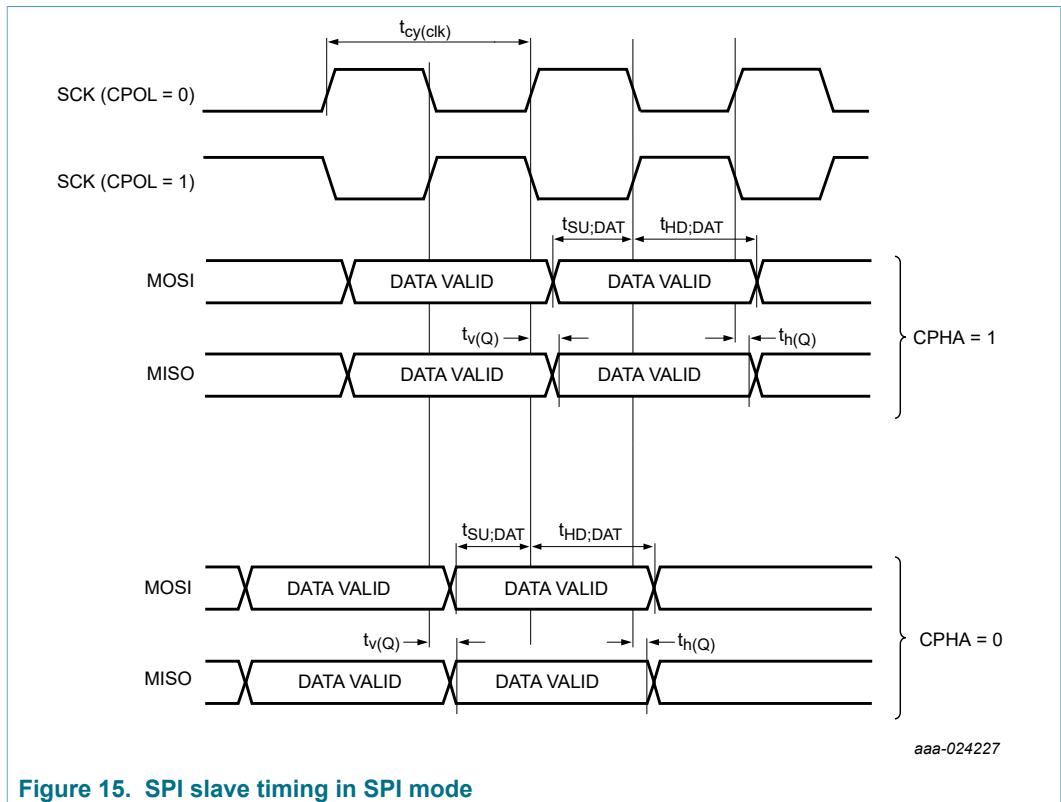 tcy(clk)
SCK (CPOL = 0)
SCK (CPOL = 1)
tSU;DAT tHD;DAT
MOSI DATA VALID DATA VALID
tv(Q) th(Q)
CPHA = 1
MISO DATA VALID DATA VALID
tSU;DAT tHD;DAT
MOSI DATA VALID DATA VALID
tv(Q) th(Q)
CPHA = 0
MISO DATA VALID DATA VALID
aaa-024227
Figure 15. SPI slave timing in SPI mode